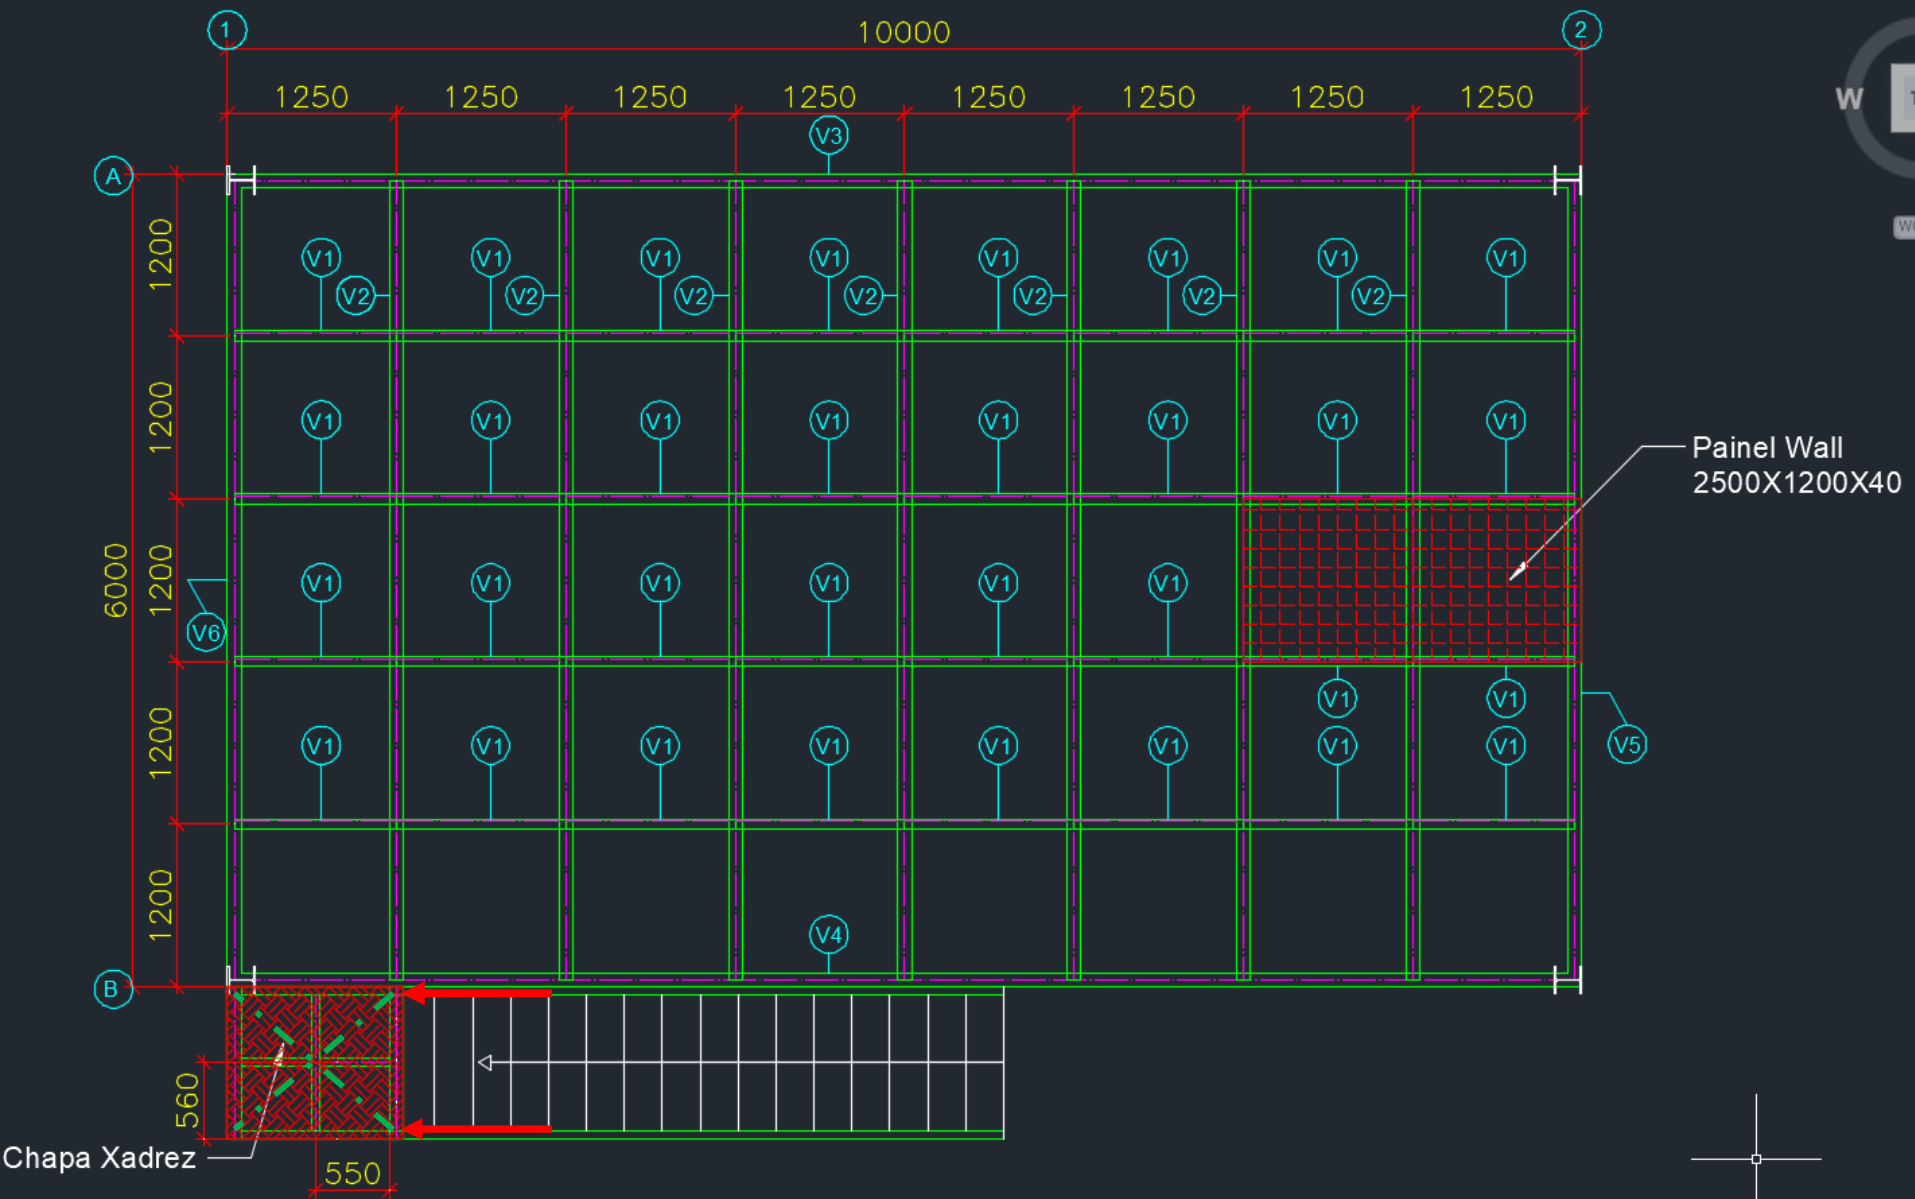 1
10000
2
1250 1250 1250 1250 1250 1250 1250 1250
W
V3
A
1200
V1 V1 V1 V1 V1 V1 V1 V1
V2 V2 V2 V2 V2 V2 V2
1200
V1 V1 V1 V1 V1 V1 V1 V1
Painel Wall
2500X1200X40
6000
1200
V1 V1 V1 V1 V1 V1
V6
V1 V1
1200
V1 V1 V1 V1 V1 V1 V1 V1
V5
1200
V4
B
560
Chapa Xadrez
550